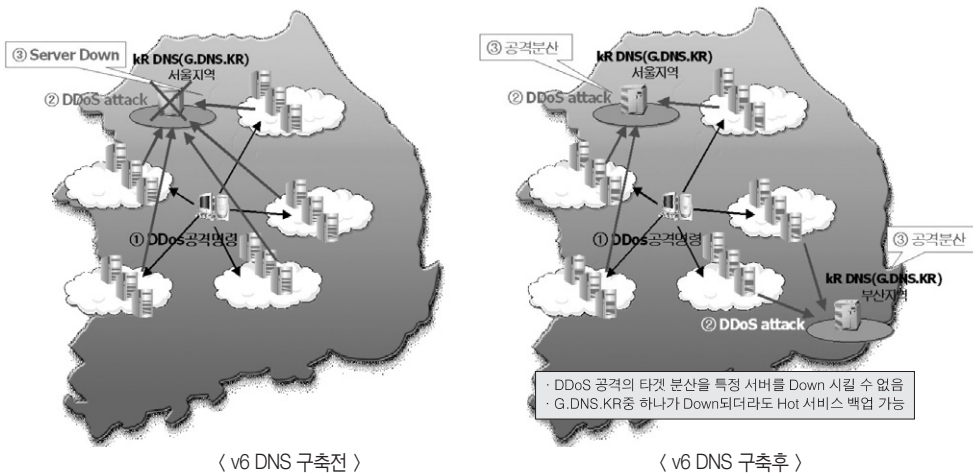 ③ Server Down
kR DNS(G.DNS.KR)
서울지역
② DDoS attack
① DDos공격명령
〈 v6 DNS 구축전 〉
③ 공격분산
kR DNS(G.DNS.KR)
서울지역
② DDoS attack
① DDos공격명령
③ 공격분산
kR DNS(G.DNS.KR)
부산지역
② DDoS attack
· DDoS 공격의 타겟 분산을 특정 서버를 Down 시킬 수 없음
· G.DNS.KR중 하나가 Down되더라도 Hot 서비스 백업 가능
〈 v6 DNS 구축후 〉